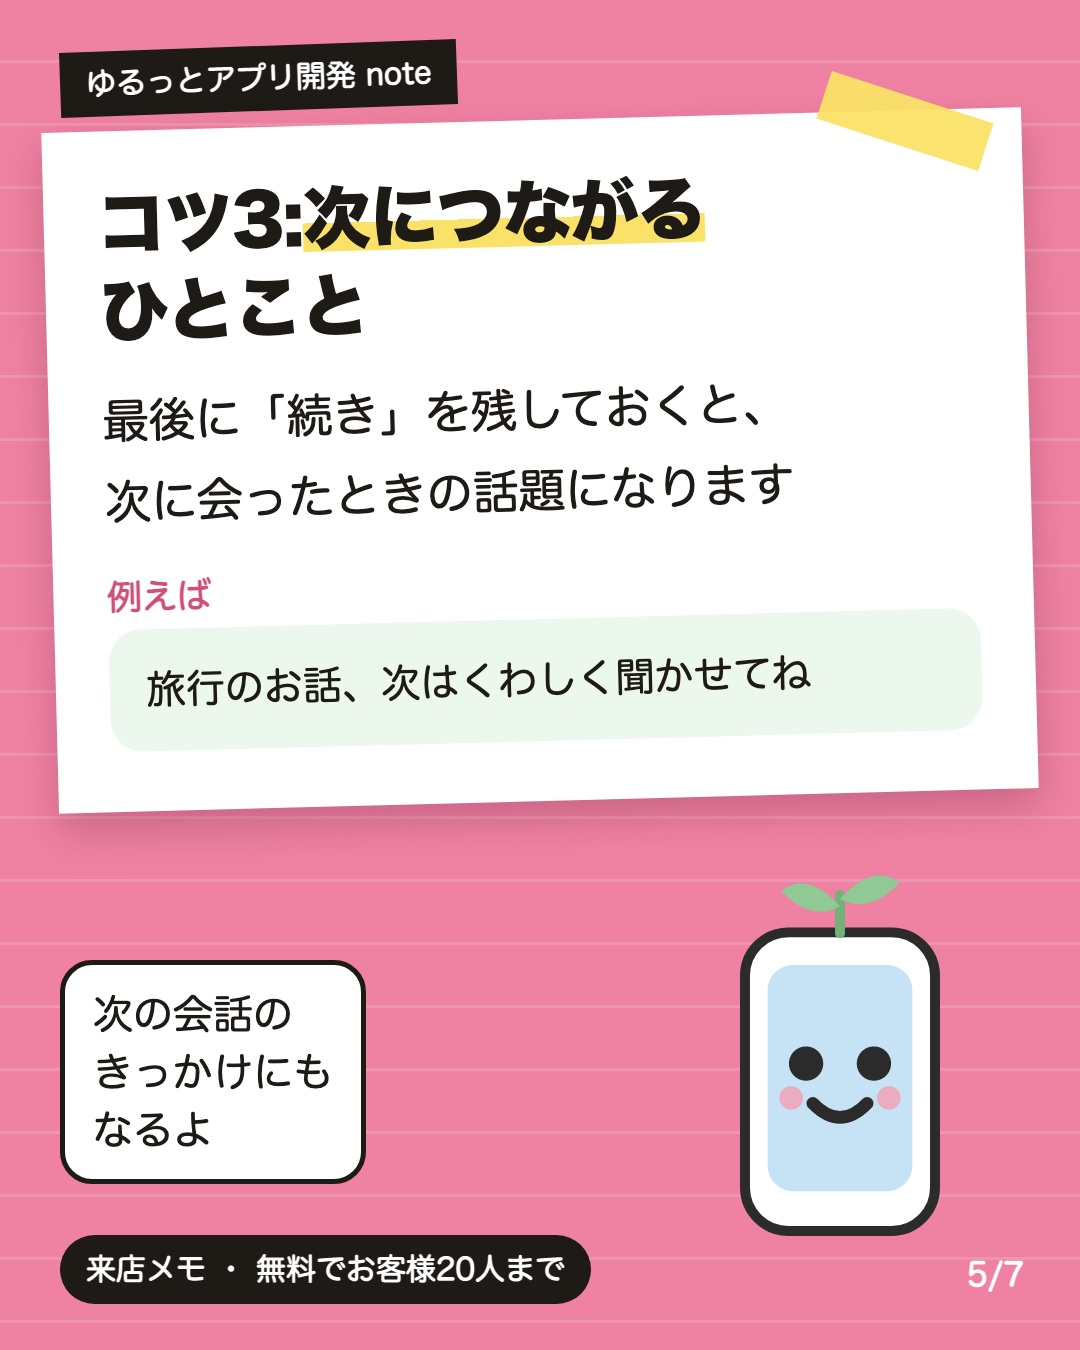 ゆるっとアプリ開発 note
コツ3:次につながる
ひとこと
最後に「続き」を残しておくと、
次に会ったときの話題になります
例えば
旅行のお話、次はくわしく聞かせてね
次の会話の
きっかけにも
なるよ
来店メモ ・ 無料でお客様20人まで
5/7